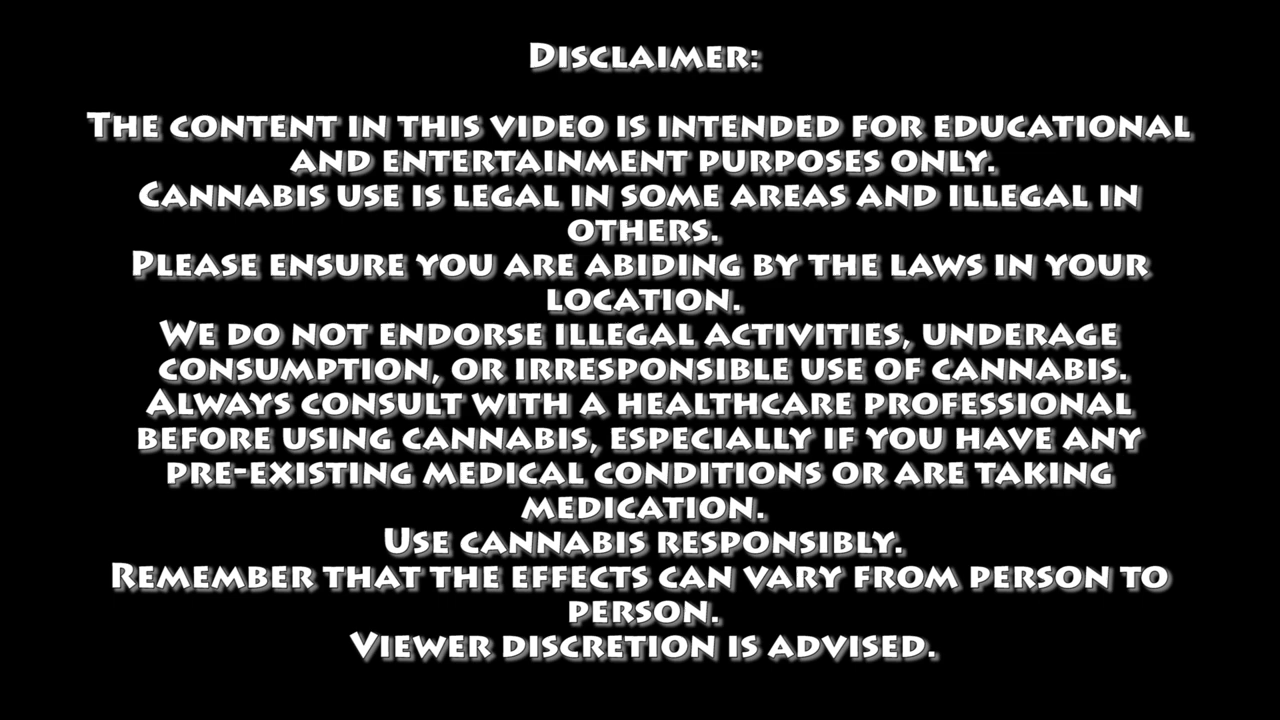 Disclaimer:
The content in this video is intended for educational
and entertainment purposes only.
Cannabis use is legal in some areas and illegal in
others.
Please ensure you are abiding by the laws in your
location.
We do not endorse illegal activities, underage
consumption, or irresponsible use of cannabis.
Always consult with a healthcare professional
before using cannabis, especially if you have any
pre-existing medical conditions or are taking
medication.
Use cannabis responsibly.
Remember that the effects can vary from person to
person.
Viewer discretion is advised.